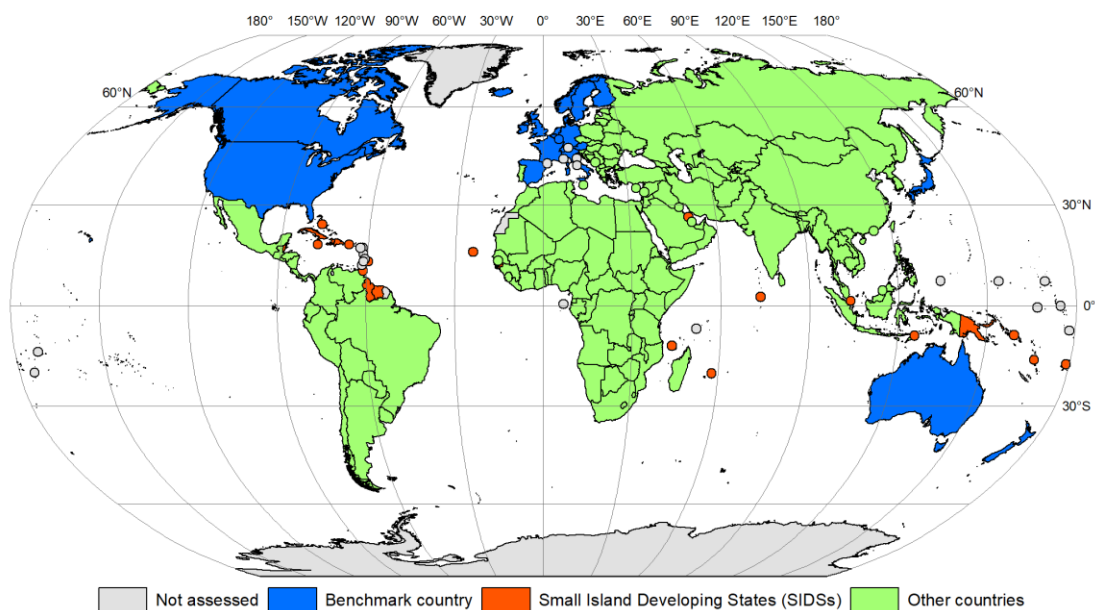 180° 150°W 120°W 90°W 60°W 30°W 0° 30°E 60°E 90°E 120°E 150°E 180°
60°N 60°N
30°N
0°
30°S
Not assessed Benchmark country Small Island Developing States (SIDSs) Other countries